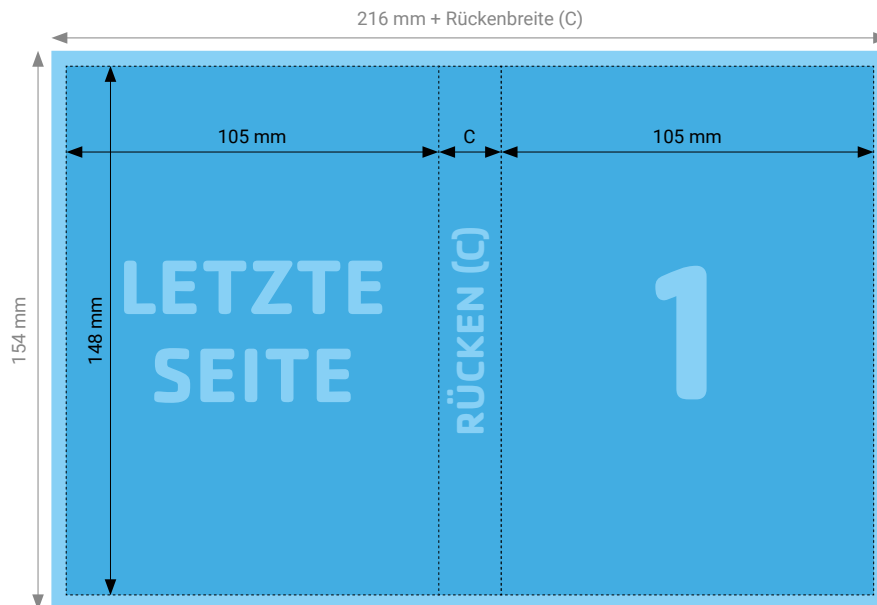 216 mm + Rückenbreite (C)
105 mm
C
105 mm
154 mm
148 mm
LETZTE
SEITE
RÜCKEN (C)
1